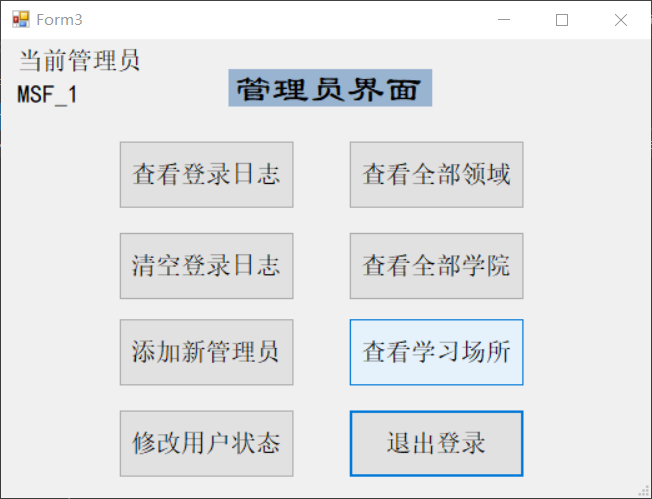 Form3
当前管理员
MSF_1
管理员界面
查看登录日志
查看全部领域
清空登录日志
查看全部学院
添加新管理员
查看学习场所
修改用户状态
退出登录